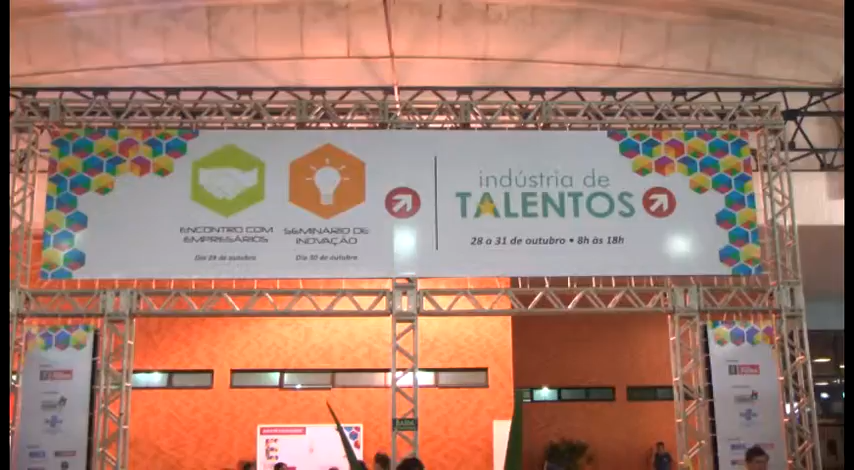 ENCONTRO COM
EMPRESÁRIOS
Dia 29 de outubro
SEMINÁRIO DE
INOVAÇÃO
Dia 30 de outubro
indústria de
TALENTOS
28 a 31 de outubro • 8h às 18h
SAÍDA